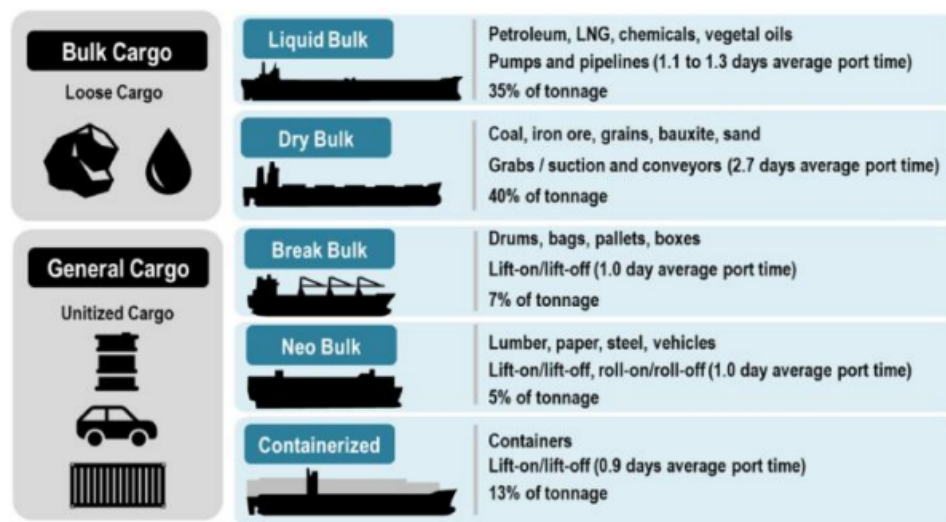 Bulk Cargo
Loose Cargo
Liquid Bulk
Petroleum, LNG, chemicals, vegetal oils
Pumps and pipelines (1.1 to 1.3 days average port time)
35% of tonnage
Dry Bulk
Coal, iron ore, grains, bauxite, sand
Grabs / suction and conveyors (2.7 days average port time)
40% of tonnage
General Cargo
Unitized Cargo
Break Bulk
Drums, bags, pallets, boxes
Lift-on/lift-off (1.0 day average port time)
7% of tonnage
Neo Bulk
Lumber, paper, steel, vehicles
Lift-on/lift-off, roll-on/roll-off (1.0 day average port time)
5% of tonnage
Containerized
Containers
Lift-on/lift-off (0.9 days average port time)
13% of tonnage